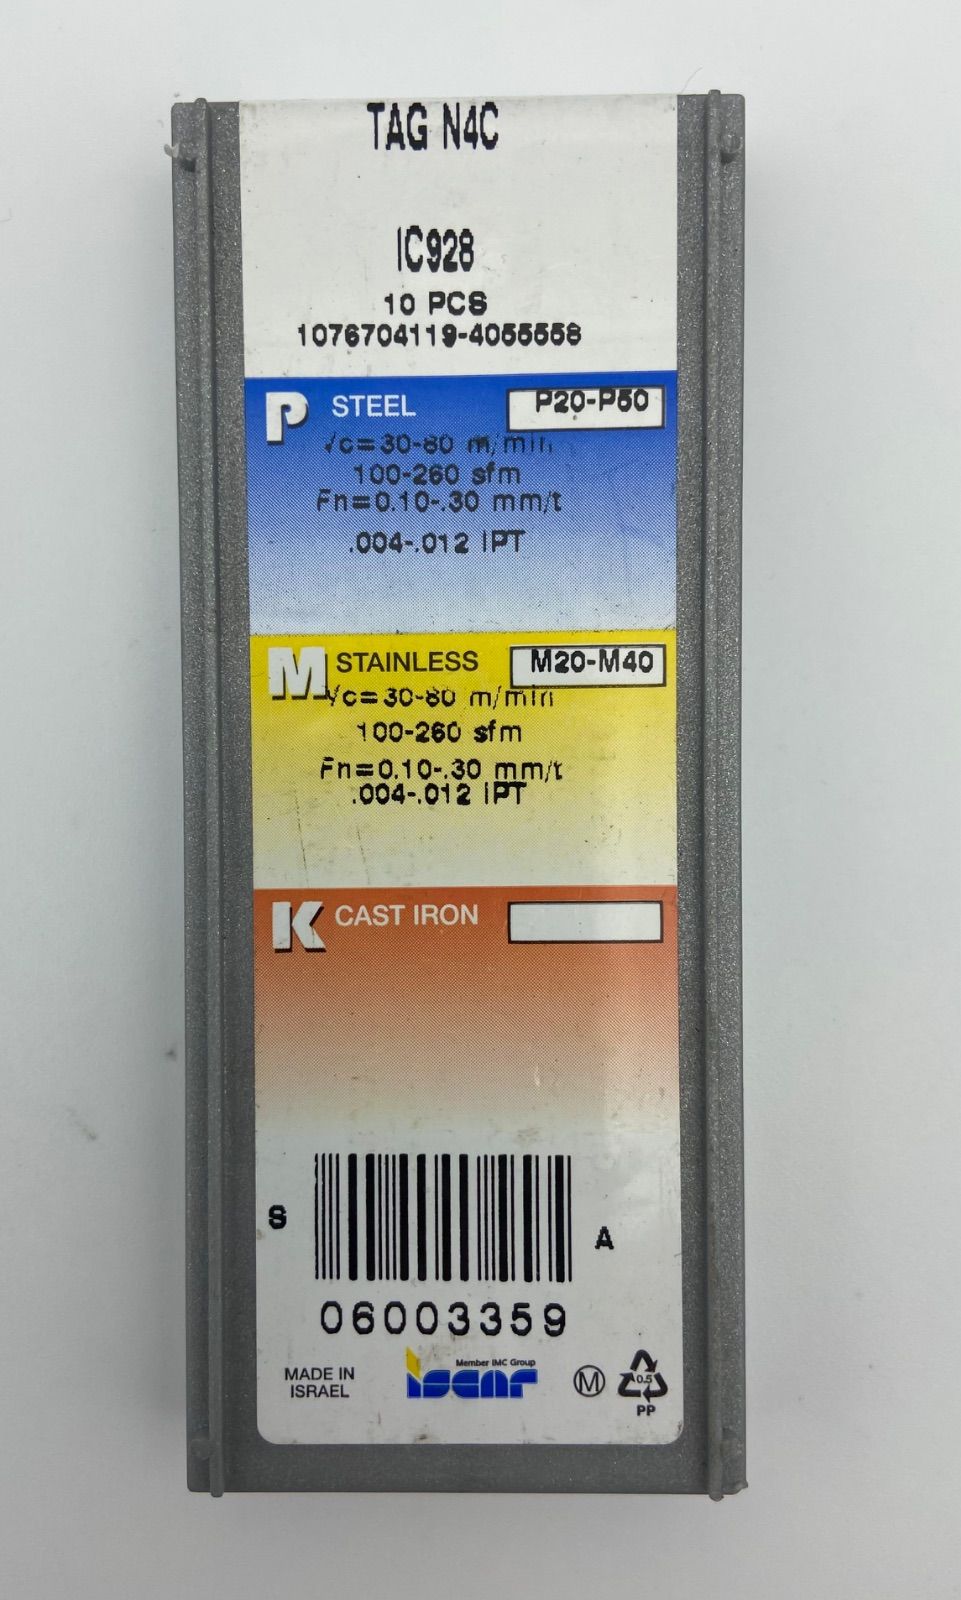 TAG N4C
IC928
10 PCS
1076704119-4055558
P STEEL P20-P50
Vc=30-80 m/min
100-260 sfm
Fn=0.10-.30 mm/t
.004-.012 IPT
M STAINLESS M20-M40
Vc=30-80 m/min
100-260 sfm
Fn=0.10-.30 mm/t
.004-.012 IPT
K CAST IRON
S
A
06003359
MADE IN
ISRAEL
Member IMC Group
iscar
M
0.5
PP